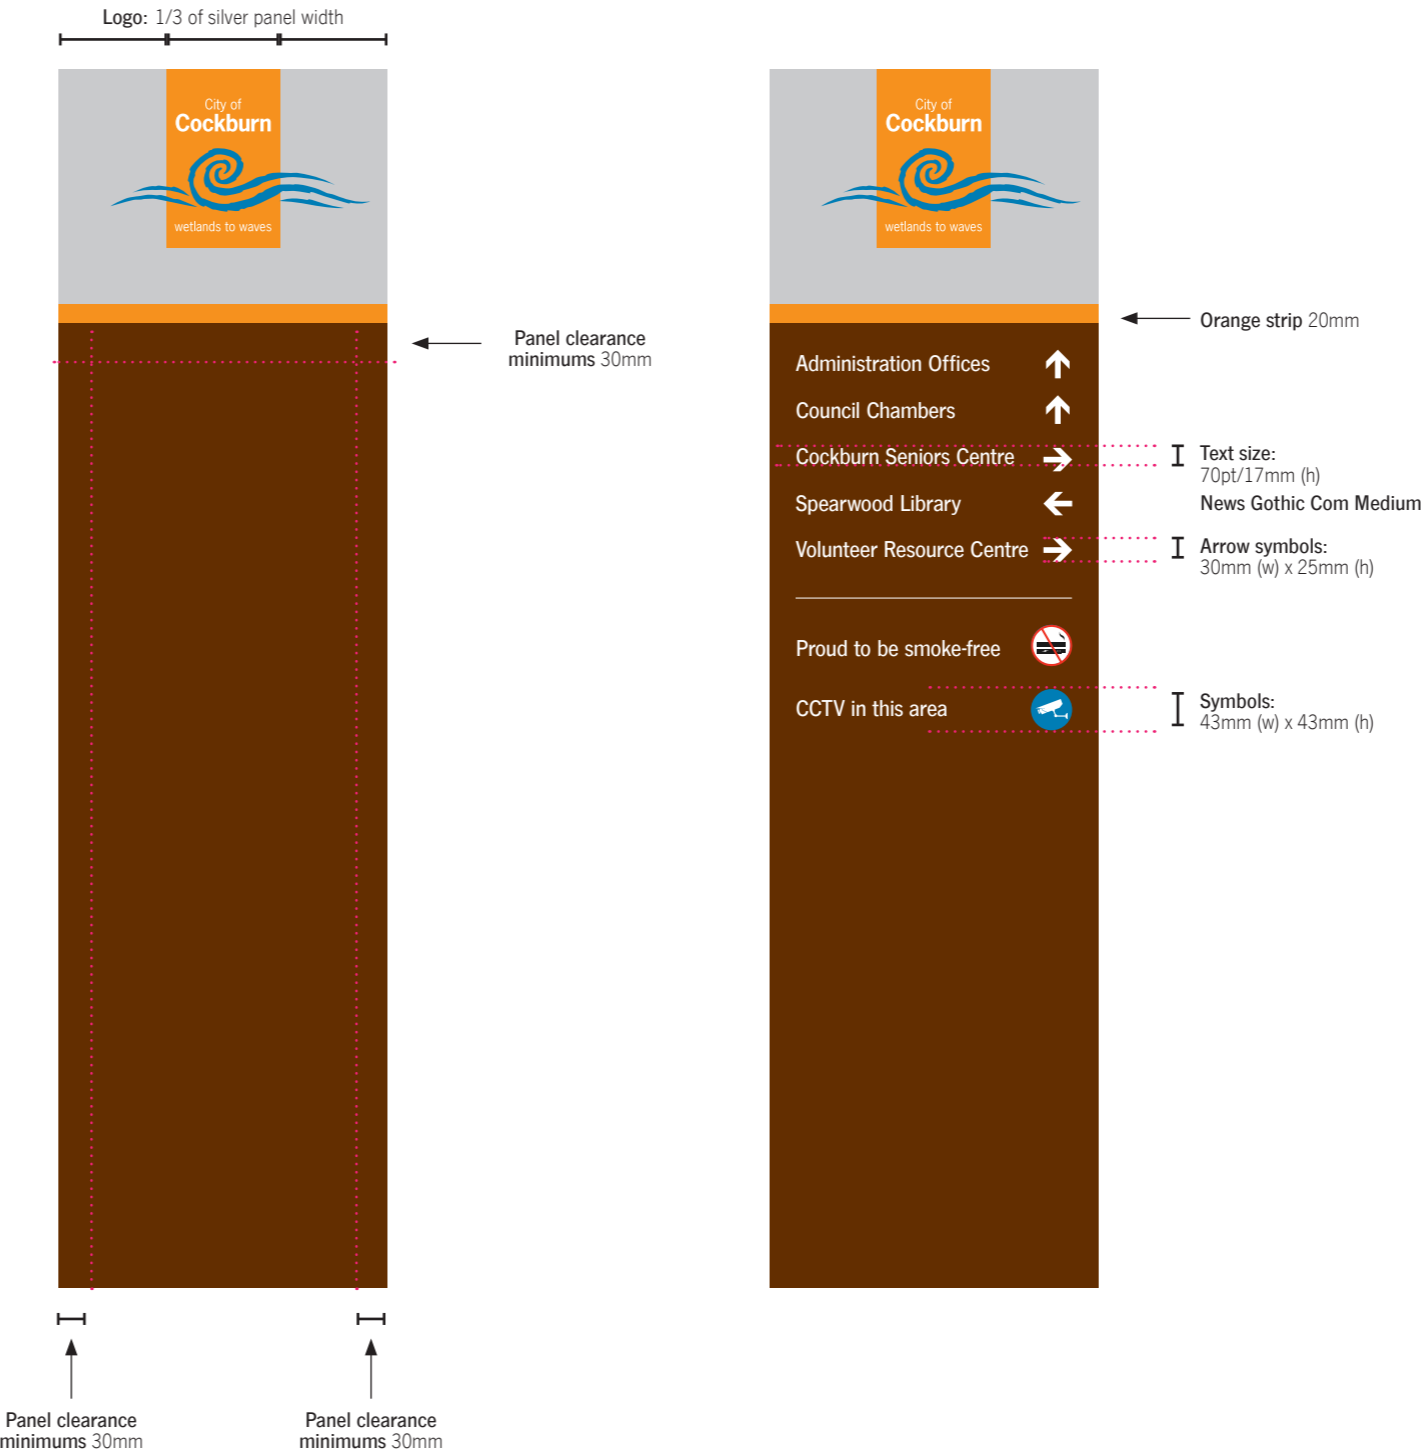 Logo: 1/3 of silver panel width
City of
Cockburn
wetlands to waves
Panel clearance
minimums 30mm
Panel clearance
minimums 30mm
Panel clearance
minimums 30mm
City of
Cockburn
wetlands to waves
Orange strip 20mm
Administration Offices
Council Chambers
Cockburn Seniors Centre
Spearwood Library
Volunteer Resource Centre
Proud to be smoke-free
CCTV in this area
Text size:
70pt/17mm (h)
News Gothic Com Medium
Arrow symbols:
30mm (w) x 25mm (h)
Symbols:
43mm (w) x 43mm (h)